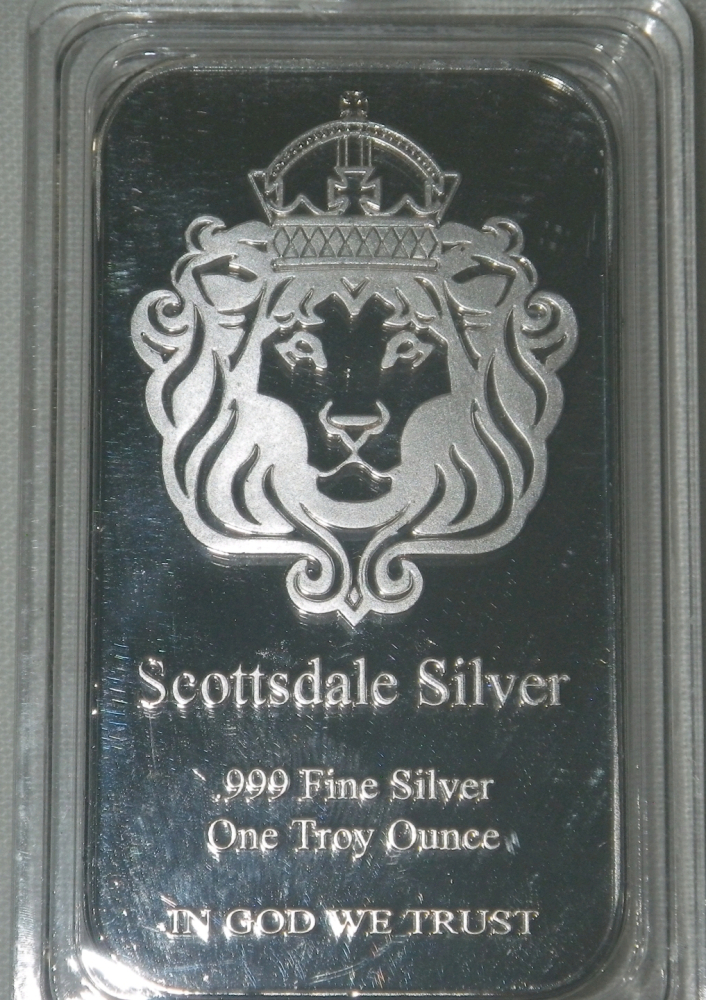 Scottsdale Silver
.999 Fine Silver
One Troy Ounce
IN GOD WE TRUST